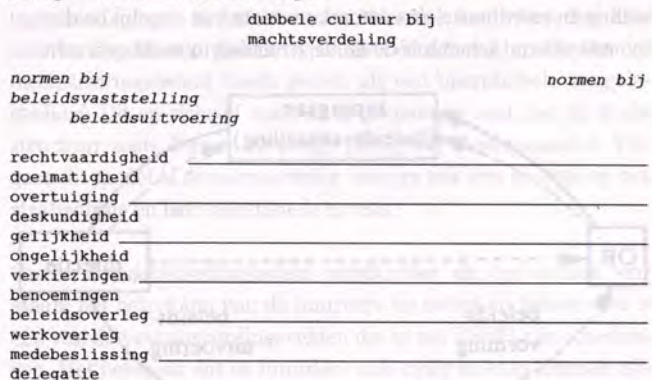 dubbele cultuur bij
machtsverdeling
normen bij normen bij
beleidsvaststelling
beleidsuitvoering
rechtvaardigheid
doelmatigheid
overtuiging
deskundigheid
gelijkheid
ongelijkheid
verkiezingen
benoemingen
beleidsoverleg
werkoverleg
medebeslissing
delegatie